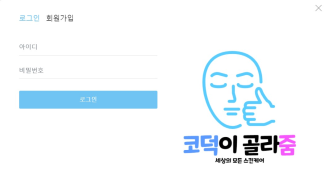 로그인 회원가입
아이디
비밀번호
로그인
코덕이 골라줌
세상의 모든 스킨케어